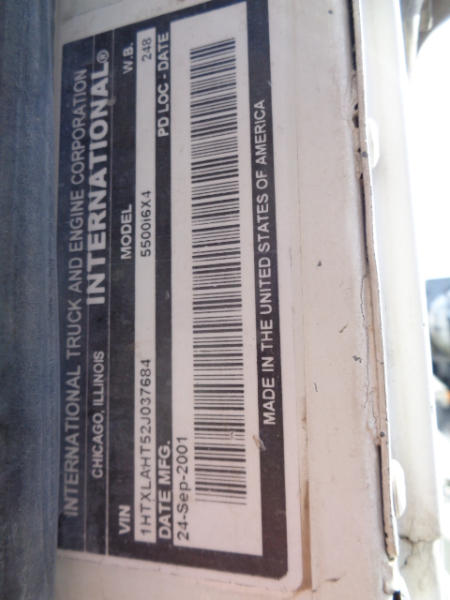 INTERNATIONAL TRUCK AND ENGINE CORPORATION
CHICAGO, ILLINOIS INTERNATIONAL®
VIN MODEL W.B.
1HTXLAHT52J037684 5500i6X4 248
DATE MFG. PD LOC - DATE
24-Sep-2001
MADE IN THE UNITED STATES OF AMERICA